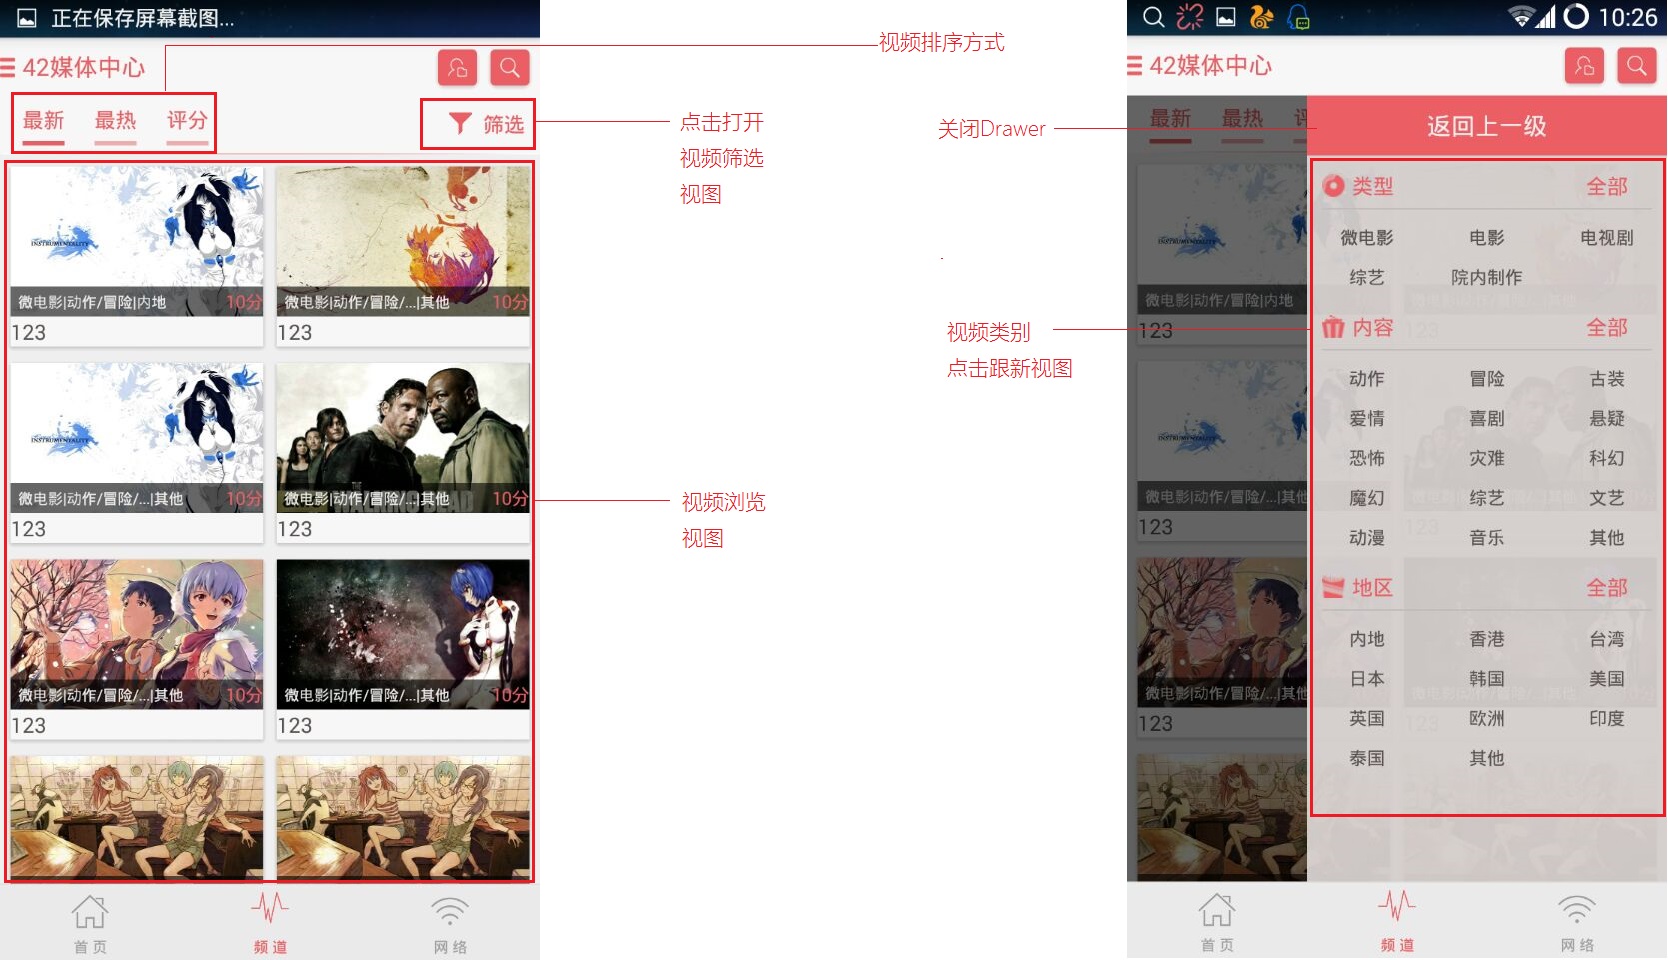 正在保存屏幕截图...
42媒体中心
最新 最热 评分
筛选
微电影|动作/冒险|内地 10分
123
微电影|动作/冒险/...|其他 10分
123
微电影|动作/冒险/...|其他 10分
123
微电影|动作/冒险/...|其他 10分
123
微电影|动作/冒险/...|其他 10分
123
微电影|动作/冒险/...|其他 10分
123
首页 频道 网络
视频排序方式
点击打开
视频筛选
视图
视频浏览
视图
关闭Drawer
视频类别
点击跟新视图
10:26
42媒体中心
最新 最热
返回上一级
微电影|动作/冒险|内地
123
微电影|动作/冒险/...|其他
123
微电影|动作/冒险/...|其他
123
类型 全部
微电影 电影 电视剧
综艺 院内制作
内容 全部
动作 冒险 古装
爱情 喜剧 悬疑
恐怖 灾难 科幻
魔幻 综艺 文艺
动漫 音乐 其他
地区 全部
内地 香港 台湾
日本 韩国 美国
英国 欧洲 印度
泰国 其他
首页 频道 网络